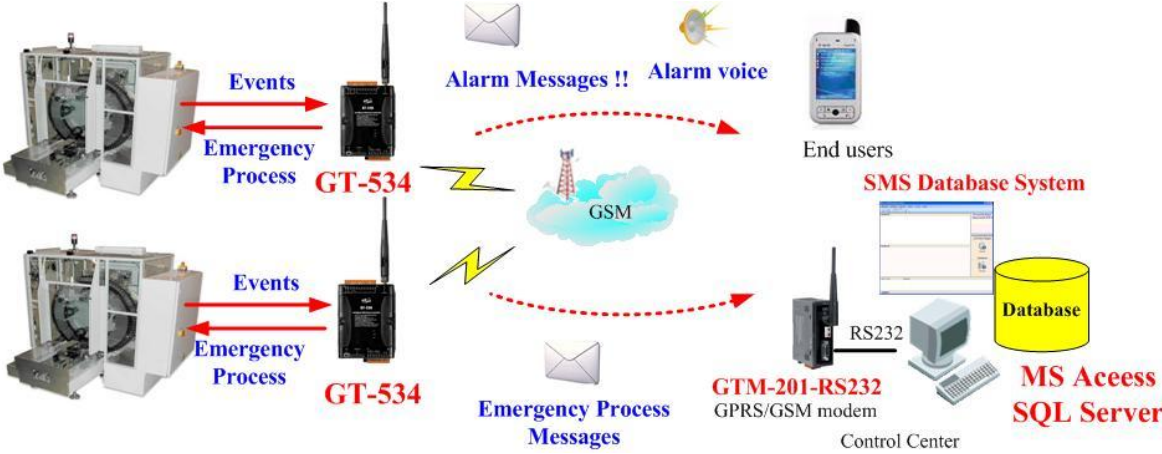 Alarm Messages !!
Alarm voice
Events
Emergency
Process
GT-534
GSM
End users
SMS Database System
Events
Emergency
Process
GT-534
Emergency Process
Messages
RS232
Database
GTM-201-RS232
GPRS/GSM modem
Control Center
MS Aceess
SQL Server